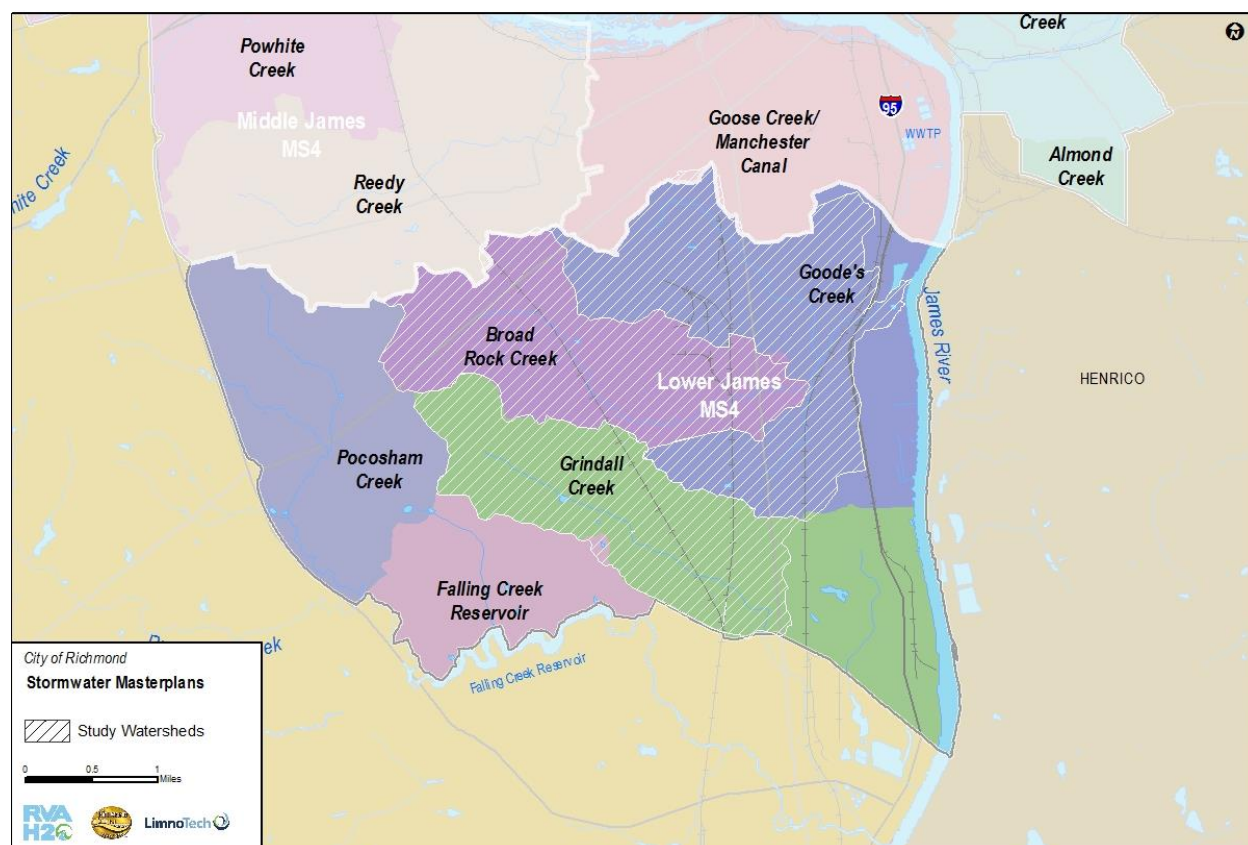 Creek
Powhite
Creek
Middle James
MS4
Goose Creek/
Manchester
Canal
95
WWTP
Almond
Creek
Reedy
Creek
hite Creek
Goode's
Creek
James River
Broad
Rock Creek
Lower James
MS4
HENRICO
Pocosham
Creek
Grindall
Creek
Falling Creek
Reservoir
Falling Creek Reservoir
ek
City of Richmond
Stormwater Masterplans
Study Watersheds
0 0.5 1
Miles
RVA
H2O
LimnoTech
N